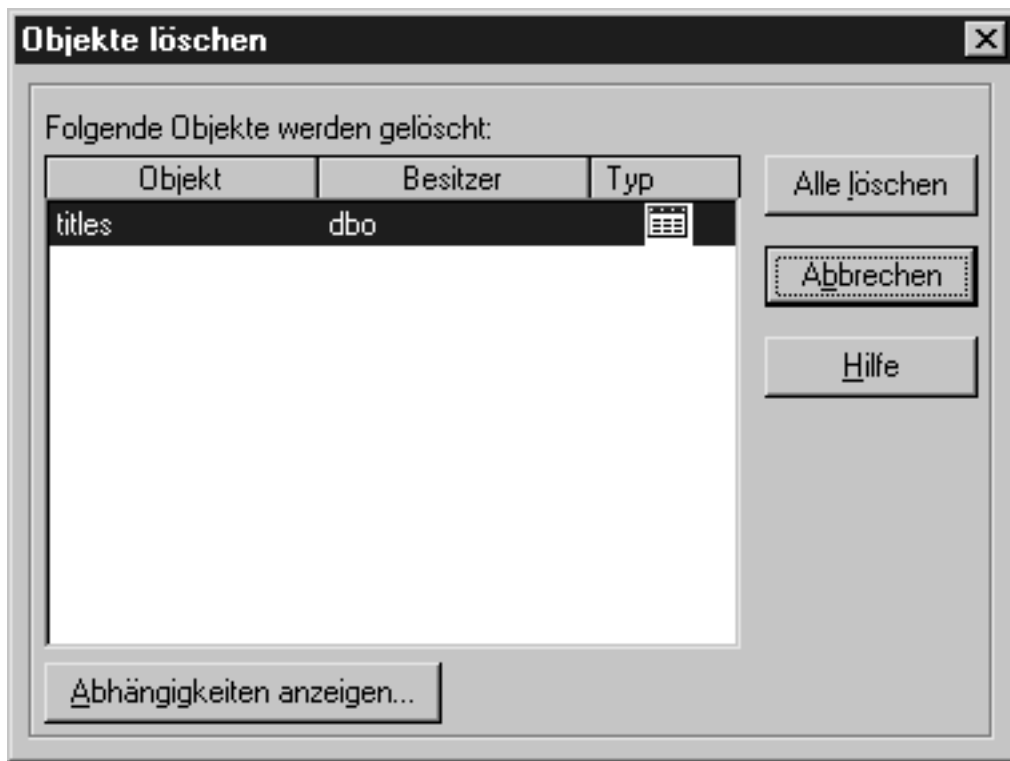 Objekte löschen
Folgende Objekte werden gelöscht:
Objekt Besitzer Typ
titles dbo
Alle löschen
Abbrechen
Hilfe
Abhängigkeiten anzeigen...